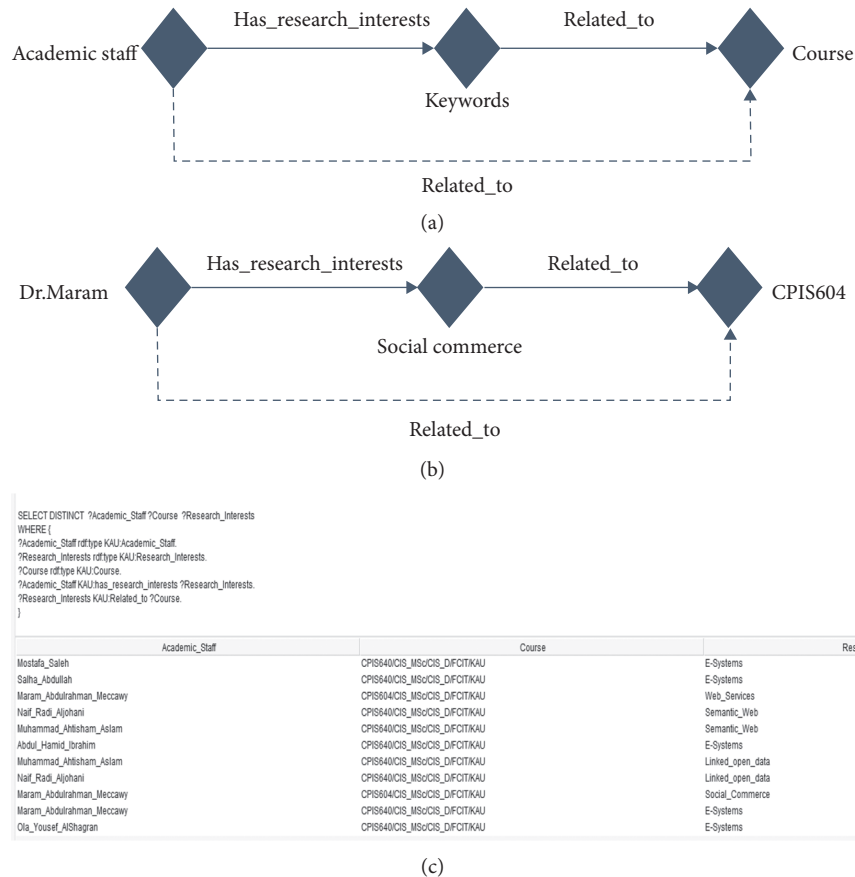 Has_research_interests Related_to
Academic staff Course
Keywords
Related_to
(a)
Has_research_interests Related_to
Dr.Maram CPIS604
Social commerce
Related_to
(b)
SELECT DISTINCT ?Academic_Staff ?Course ?Research_Interests
WHERE {
?Academic_Staff rdf:type KAU:Academic_Staff.
?Research_Interests rdf:type KAU:Research_Interests.
?Course rdf:type KAU:Course.
?Academic_Staff KAU:has_research_interests ?Research_Interests.
?Research_Interests KAU:Related_to ?Course.
}
Academic_Staff Course Res
Mostafa_Saleh CPIS640/CIS_MSc/CIS_D/FCIT/KAU E-Systems
Salha_Abdullah CPIS640/CIS_MSc/CIS_D/FCIT/KAU E-Systems
Maram_Abdulrahman_Meccawy CPIS604/CIS_MSc/CIS_D/FCIT/KAU Web_Services
Naif_Radi_Aljohani CPIS640/CIS_MSc/CIS_D/FCIT/KAU Semantic_Web
Muhammad_Ahtisham_Aslam CPIS640/CIS_MSc/CIS_D/FCIT/KAU Semantic_Web
Abdul_Hamid_Ibrahim CPIS640/CIS_MSc/CIS_D/FCIT/KAU E-Systems
Muhammad_Ahtisham_Aslam CPIS640/CIS_MSc/CIS_D/FCIT/KAU Linked_open_data
Naif_Radi_Aljohani CPIS640/CIS_MSc/CIS_D/FCIT/KAU Linked_open_data
Maram_Abdulrahman_Meccawy CPIS604/CIS_MSc/CIS_D/FCIT/KAU Social_Commerce
Maram_Abdulrahman_Meccawy CPIS640/CIS_MSc/CIS_D/FCIT/KAU E-Systems
Ola_Yousef_AlShagran CPIS640/CIS_MSc/CIS_D/FCIT/KAU E-Systems
(c)